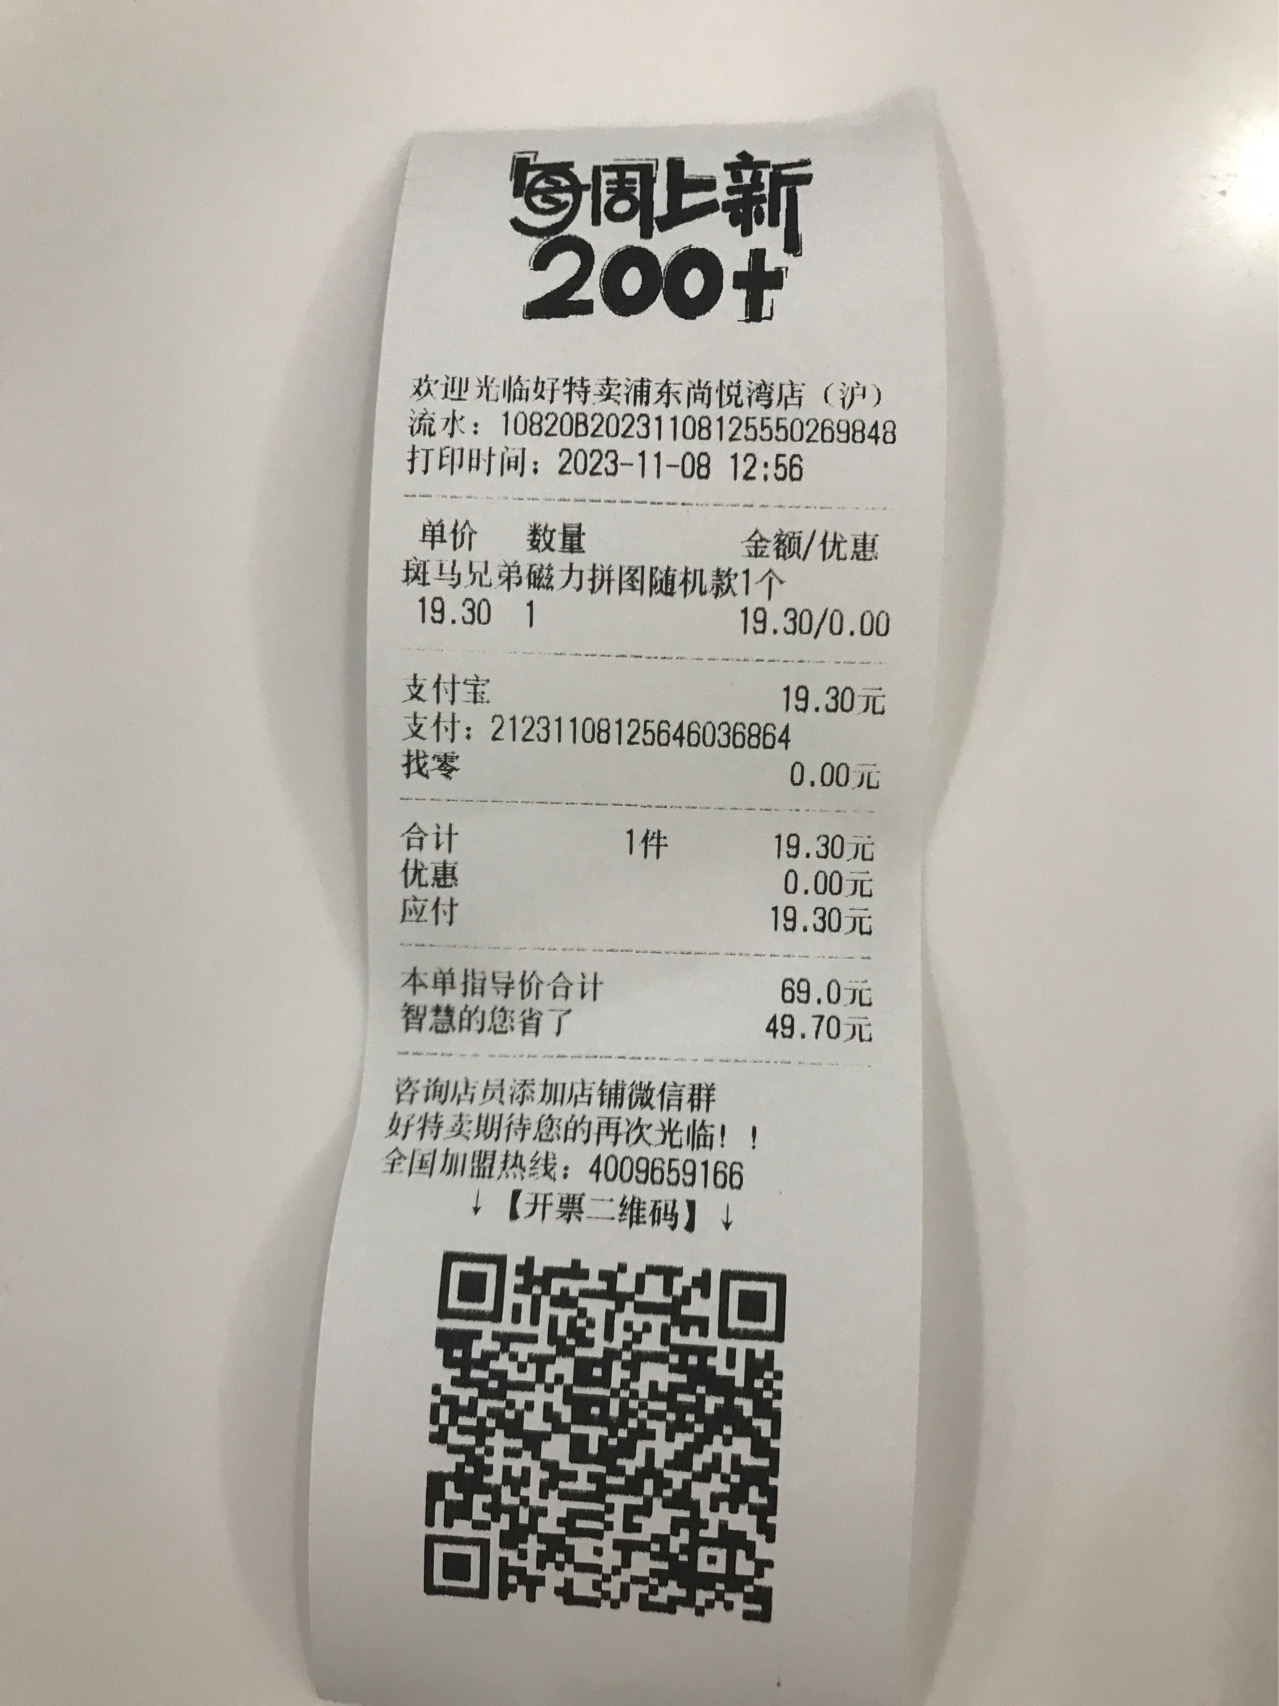 每周上新
200+
欢迎光临好特卖浦东尚悦湾店（沪）
流水：10820B20231108125550269848
打印时间：2023-11-08 12:56
单价 数量 金额/优惠
斑马兄弟磁力拼图随机款1个
19.30 1 19.30/0.00
支付宝 19.30元
支付：21231108125646036864
找零 0.00元
合计 1件 19.30元
优惠 0.00元
应付 19.30元
本单指导价合计 69.0元
智慧的您省了 49.70元
咨询店员添加店铺微信群
好特卖期待您的再次光临！！
全国加盟热线：4009659166
↓【开票二维码】↓